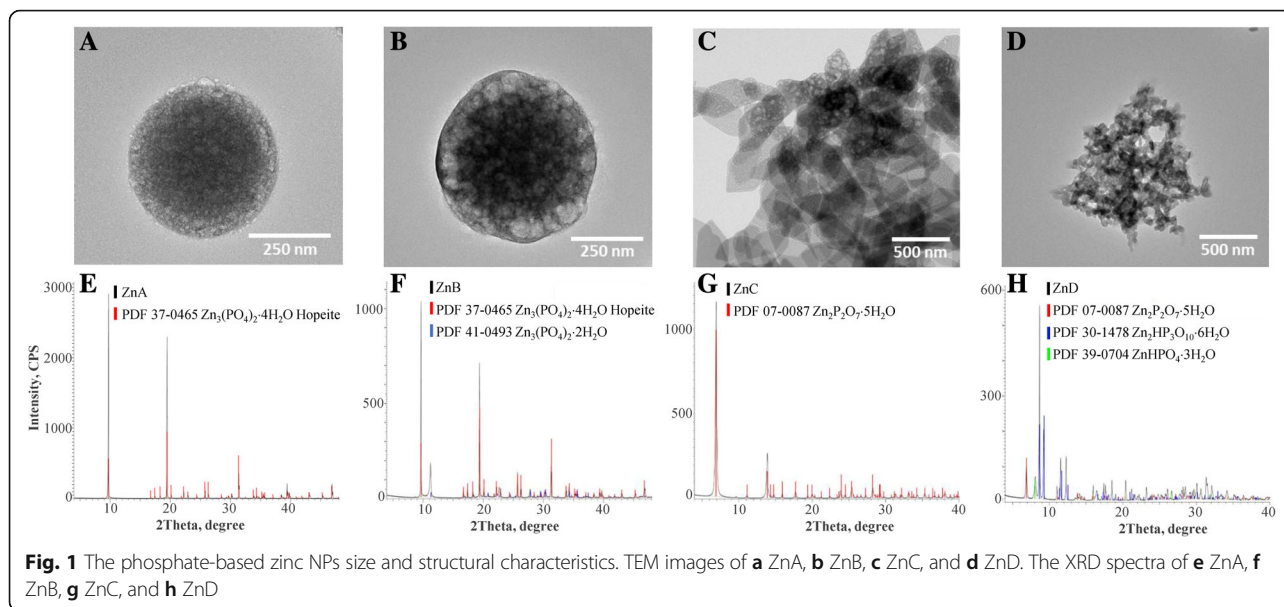 A
B
C
D
250 nm
250 nm
500 nm
500 nm
E
ZnA
PDF 37-0465 Zn₃(PO₄)₂·4H₂O Hopeite
3000
2000
1000
0
Intensity, CPS
10 20 30 40
2Theta, degree
F
ZnB
PDF 37-0465 Zn₃(PO₄)₂·4H₂O Hopeite
PDF 41-0493 Zn₃(PO₄)₂·2H₂O
1000
500
0
10 20 30 40
2Theta, degree
G
ZnC
PDF 07-0087 Zn₂P₂O₇·5H₂O
1000
500
0
10 20 30 40
2Theta, degree
H
ZnD
PDF 07-0087 Zn₂P₂O₇·5H₂O
PDF 30-1478 Zn₂HP₃O₁₀·6H₂O
PDF 39-0704 ZnHPO₄·3H₂O
600
300
0
10 20 30 40
2Theta, degree
Fig. 1 The phosphate-based zinc NPs size and structural characteristics. TEM images of a ZnA, b ZnB, c ZnC, and d ZnD. The XRD spectra of e ZnA, f
ZnB, g ZnC, and h ZnD